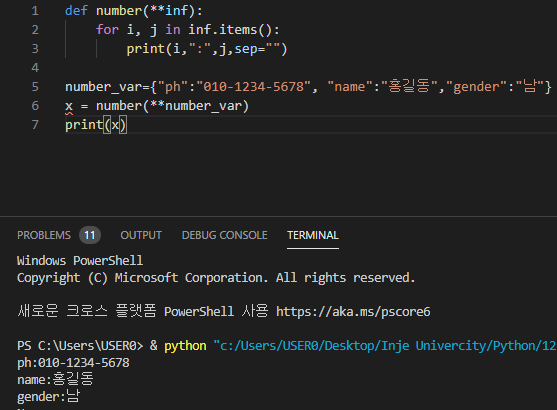 1 def number(**inf):
2     for i, j in inf.items():
3         print(i,":",j,sep="")
4
5 number_var={"ph":"010-1234-5678", "name":"홍길동","gender":"남"}
6 x = number(**number_var)
7 print(x)
PROBLEMS 11 OUTPUT DEBUG CONSOLE TERMINAL
Windows PowerShell
Copyright (C) Microsoft Corporation. All rights reserved.
새로운 크로스 플랫폼 PowerShell 사용 https://aka.ms/pscore6
PS C:\Users\USER0> & python "c:/Users/USER0/Desktop/Inje Univercity/Python/12
ph:010-1234-5678
name:홍길동
gender:남